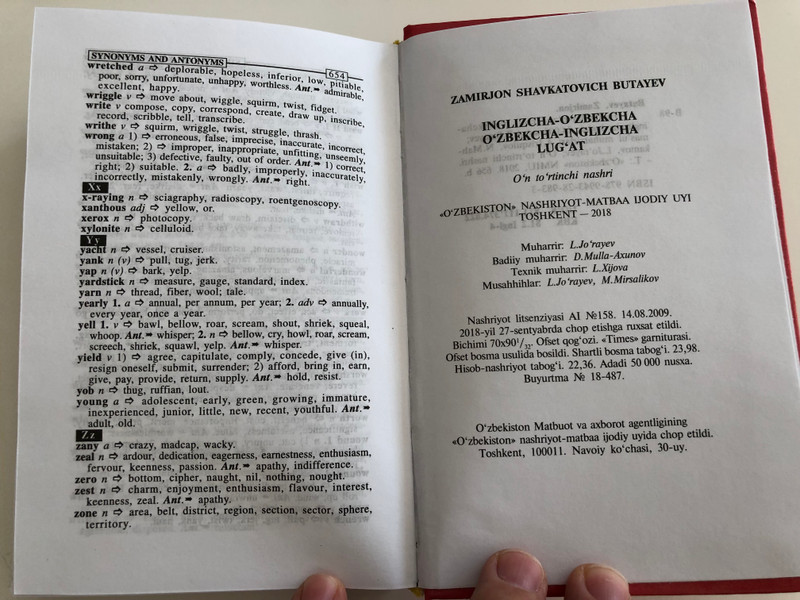 SYNONYMS AND ANTONYMS
654
wretched a ⇨ deplorable, hopeless, inferior, low, pitiable,
poor, sorry, unfortunate, unhappy, worthless. Ant.➡ admirable,
excellent, happy.
wriggle v ⇨ move about, wiggle, squirm, twist, fidget.
write v compose, copy, correspond, create, draw up, inscribe,
record, scribble, tell, transcribe.
writhe v ⇨ squirm, wriggle, twist, struggle, thrash.
wrong a 1) ⇨ erroneous, false, imprecise, inaccurate, incorrect,
mistaken; 2) ⇨ improper, inappropriate, unfitting, unseemly,
unsuitable; 3) defective, faulty, out of order. Ant.➡ 1) correct,
right; 2) suitable. 2. a ⇨ badly, improperly, inaccurately,
incorrectly, mistakenly, wrongly. Ant.➡ right.
Xx
x-raying n ⇨ sciagraphy, radioscopy, roentgenoscopy.
xanthous adj ⇨ yellow, or.
xerox n ⇨ photocopy.
xylonite n ⇨ celluloid.
Yy
yacht n ⇨ vessel, cruiser.
yank n (v) ⇨ pull, tug, jerk.
yap n (v) ⇨ bark, yelp.
yardstick n ⇨ measure, gauge, standard, index.
yarn n ⇨ thread, fiber, wool; tale.
yearly 1. a ⇨ annual, per annum, per year; 2. adv ⇨ annually,
every year, once a year.
yell 1. v ⇨ bawl, bellow, roar, scream, shout, shriek, squeal,
whoop. Ant.➡ whisper; 2. n ⇨ bellow, cry, howl, roar, scream,
screech, shriek, squawl, yelp. Ant.➡ whisper.
yield v 1) ⇨ agree, capitulate, comply, concede, give (in),
resign oneself, submit, surrender; 2) afford, bring in, earn,
give, pay, provide, return, supply. Ant.➡ hold, resist.
yob n ⇨ thug, ruffian, lout.
young a ⇨ adolescent, early, green, growing, immature,
inexperienced, junior, little, new, recent, youthful. Ant.➡
adult, old.
Zz
zany a ⇨ crazy, madcap, wacky.
zeal n ⇨ ardour, dedication, eagerness, earnestness, enthusiasm,
fervour, keenness, passion. Ant.➡ apathy, indifference.
zero n ⇨ bottom, cipher, naught, nil, nothing, nought.
zest n ⇨ charm, enjoyment, enthusiasm, flavour, interest,
keenness, zeal. Ant.➡ apathy.
zone n ⇨ area, belt, district, region, section, sector, sphere,
territory.
ZAMIRJON SHAVKATOVICH BUTAYEV
INGLIZCHA-O‘ZBEKCHA
O‘ZBEKCHA-INGLIZCHA
LUG‘AT
O‘n to‘rtinchi nashri
«O‘ZBEKISTON» NASHRIYOT-MATBAA IJODIY UYI
TOSHKENT – 2018
Muharrir: L.Jo‘rayev
Badiiy muharrir: D.Mulla-Axunov
Texnik muharrir: L.Xijova
Musahhihlar: L.Jo‘rayev, M.Mirsalikov
Nashriyot litsenziyasi AI №158. 14.08.2009.
2018-yil 27-sentyabrda chop etishga ruxsat etildi.
Bichimi 70x90¹/₃₂. Ofset qog‘ozi. «Times» garniturasi.
Ofset bosma usulida bosildi. Shartli bosma tabog‘i. 23,98.
Hisob-nashriyot tabog‘i. 22,36. Adadi 50 000 nusxa.
Buyurtma № 18-487.
O‘zbekiston Matbuot va axborot agentligining
«O‘zbekiston» nashriyot-matbaa ijodiy uyida chop etildi.
Toshkent, 100011. Navoiy ko‘chasi, 30-uy.